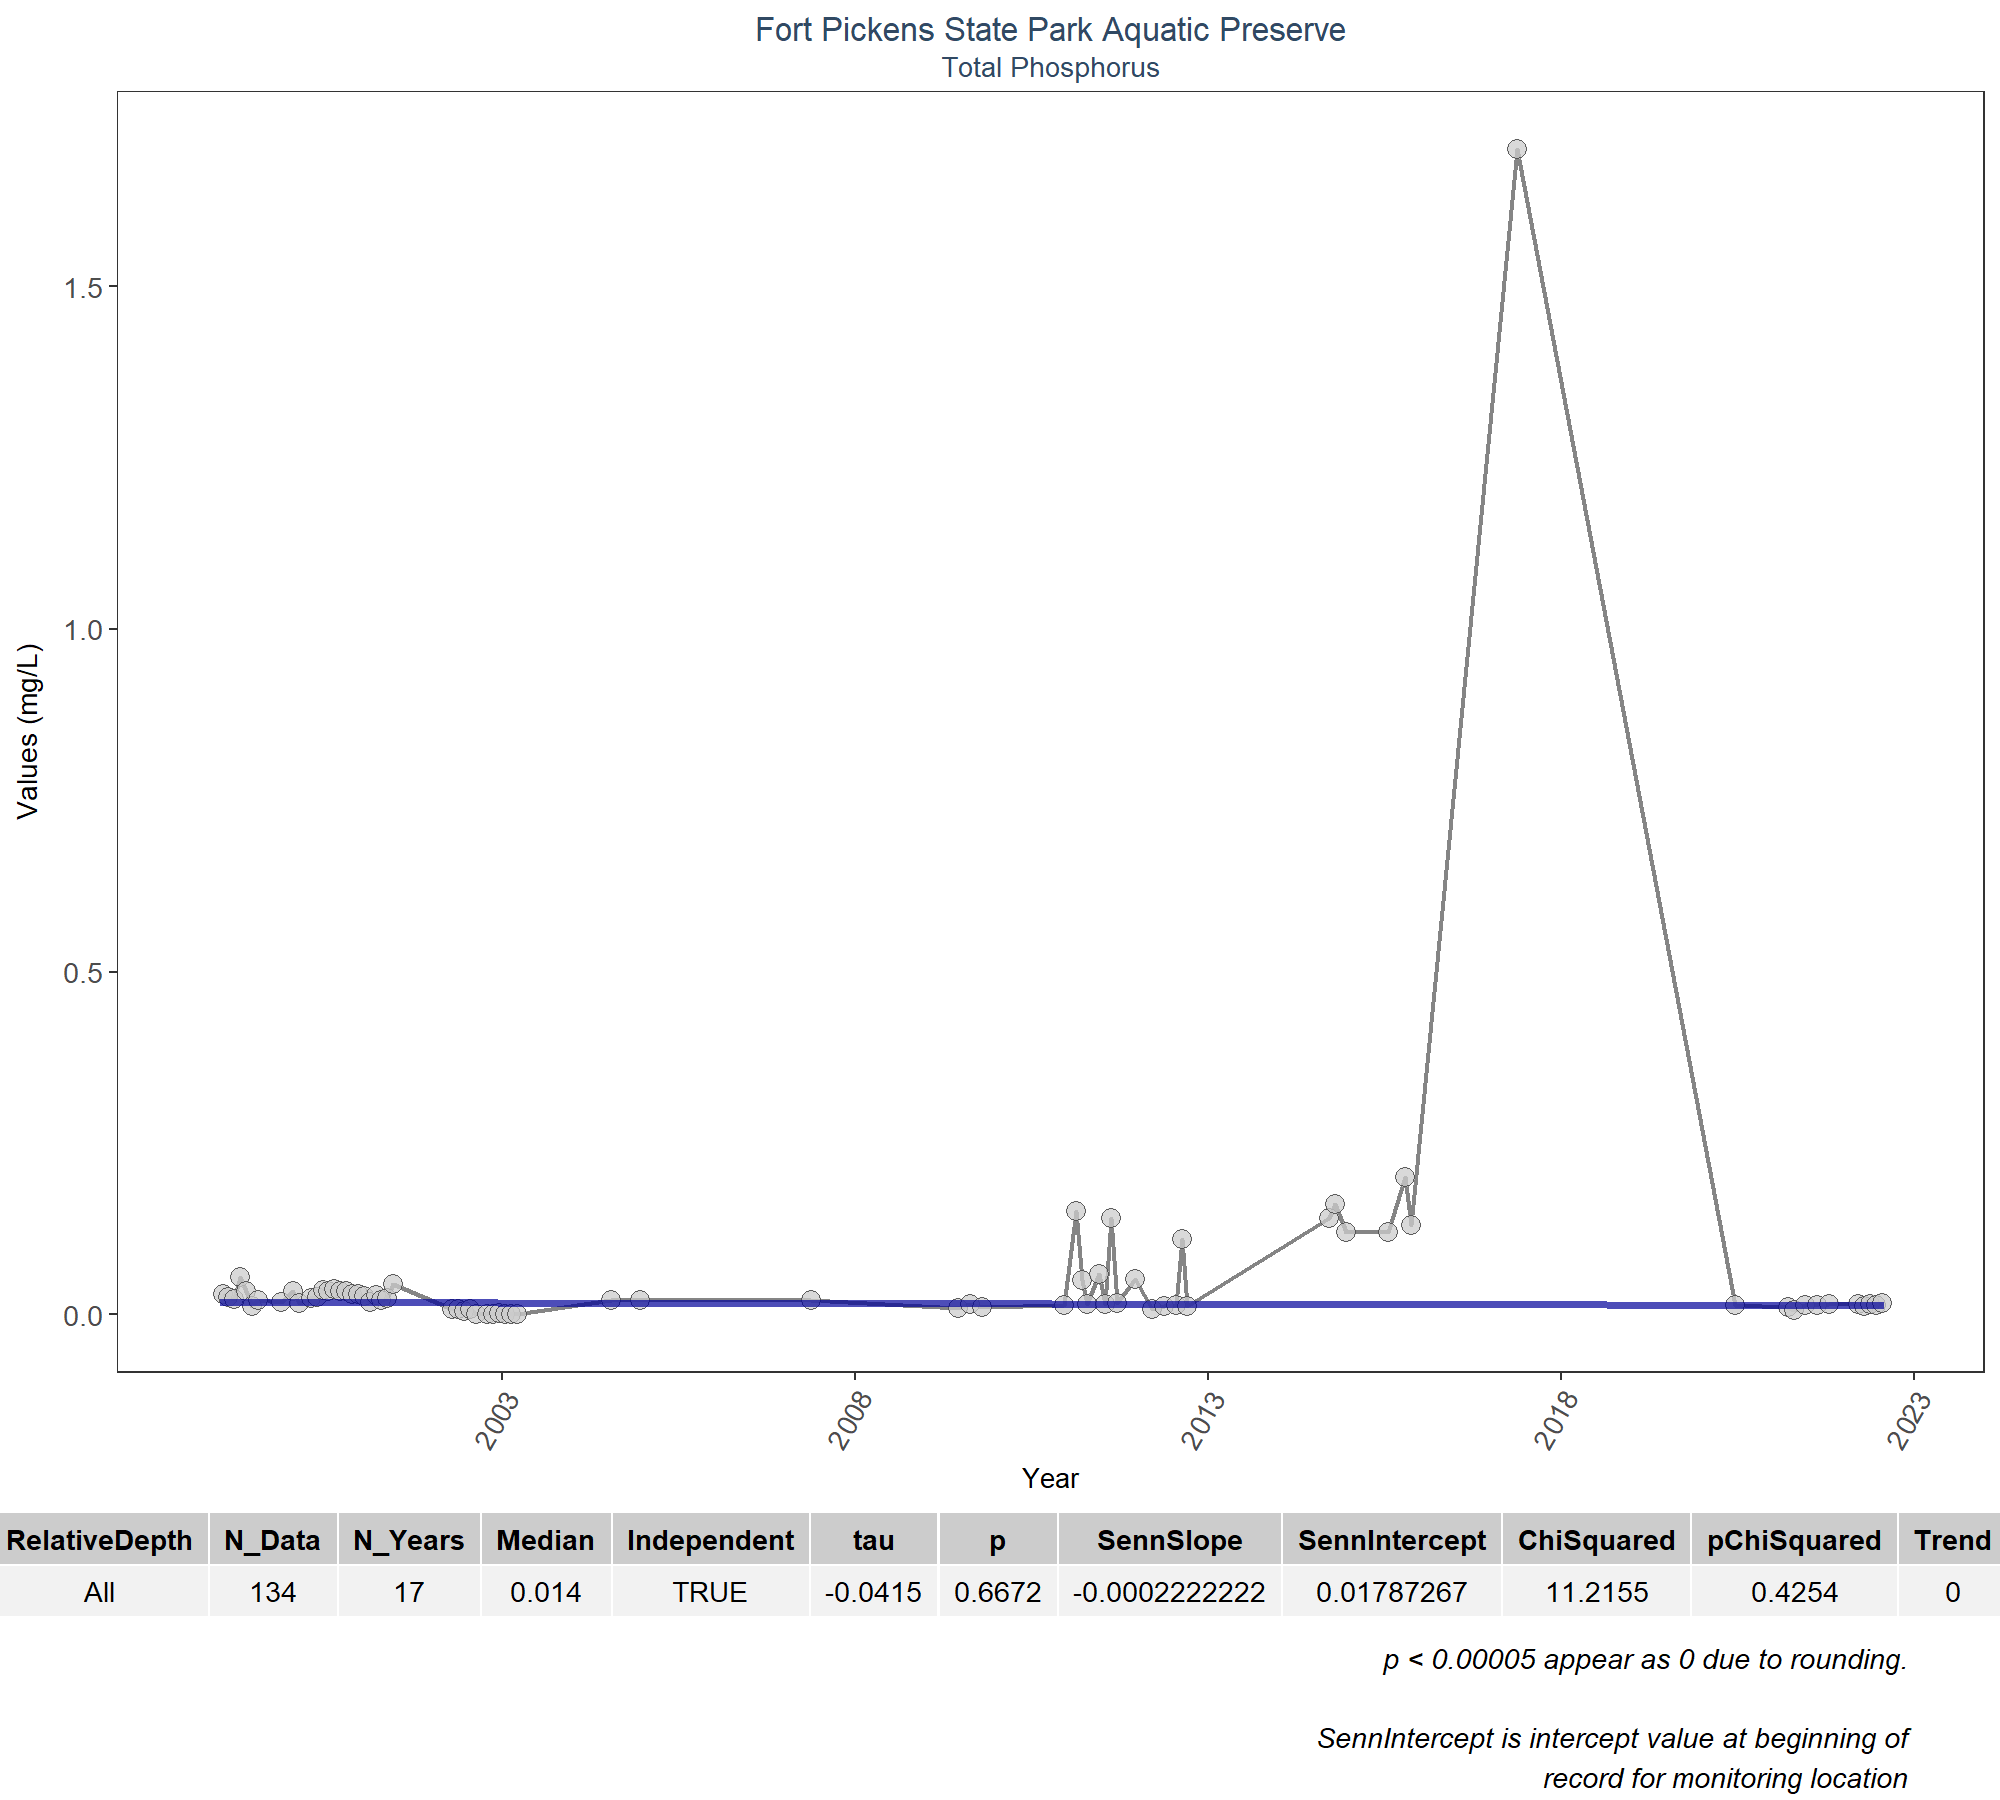 Fort Pickens State Park Aquatic Preserve
Total Phosphorus
Values (mg/L)
1.5
1.0
0.5
0.0
2003 2008 2013 2018 2023
Year
RelativeDepth N_Data N_Years Median Independent tau p SennSlope SennIntercept ChiSquared pChiSquared Trend
All 134 17 0.014 TRUE -0.0415 0.6672 -0.0002222222 0.01787267 11.2155 0.4254 0
p < 0.00005 appear as 0 due to rounding.
SennIntercept is intercept value at beginning of
record for monitoring location